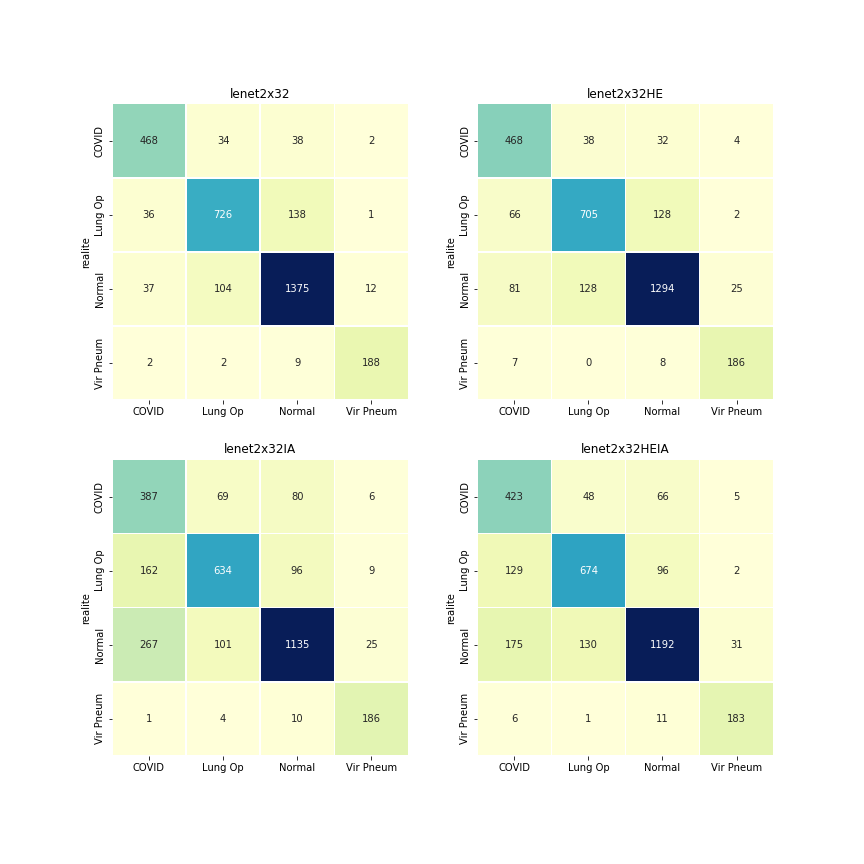 lenet2x32
COVID 468 34 38 2
Lung Op 36 726 138 1
Normal 37 104 1375 12
Vir Pneum 2 2 9 188
realite
COVID Lung Op Normal Vir Pneum
lenet2x32HE
COVID 468 38 32 4
Lung Op 66 705 128 2
Normal 81 128 1294 25
Vir Pneum 7 0 8 186
realite
COVID Lung Op Normal Vir Pneum
lenet2x32IA
COVID 387 69 80 6
Lung Op 162 634 96 9
Normal 267 101 1135 25
Vir Pneum 1 4 10 186
realite
COVID Lung Op Normal Vir Pneum
lenet2x32HEIA
COVID 423 48 66 5
Lung Op 129 674 96 2
Normal 175 130 1192 31
Vir Pneum 6 1 11 183
realite
COVID Lung Op Normal Vir Pneum